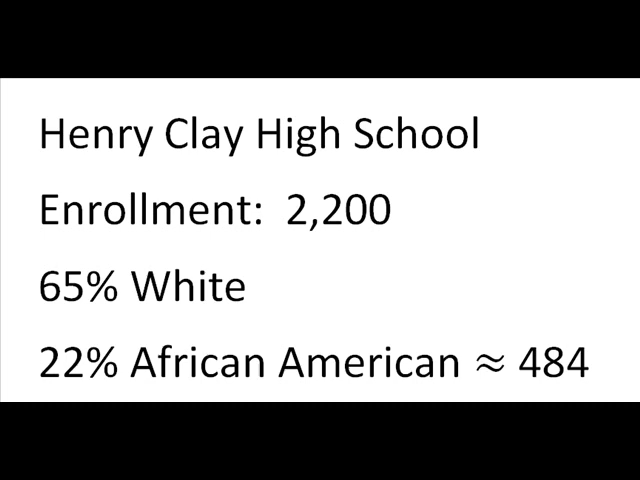 Henry Clay High School
Enrollment:  2,200
65% White
22% African American ≈ 484